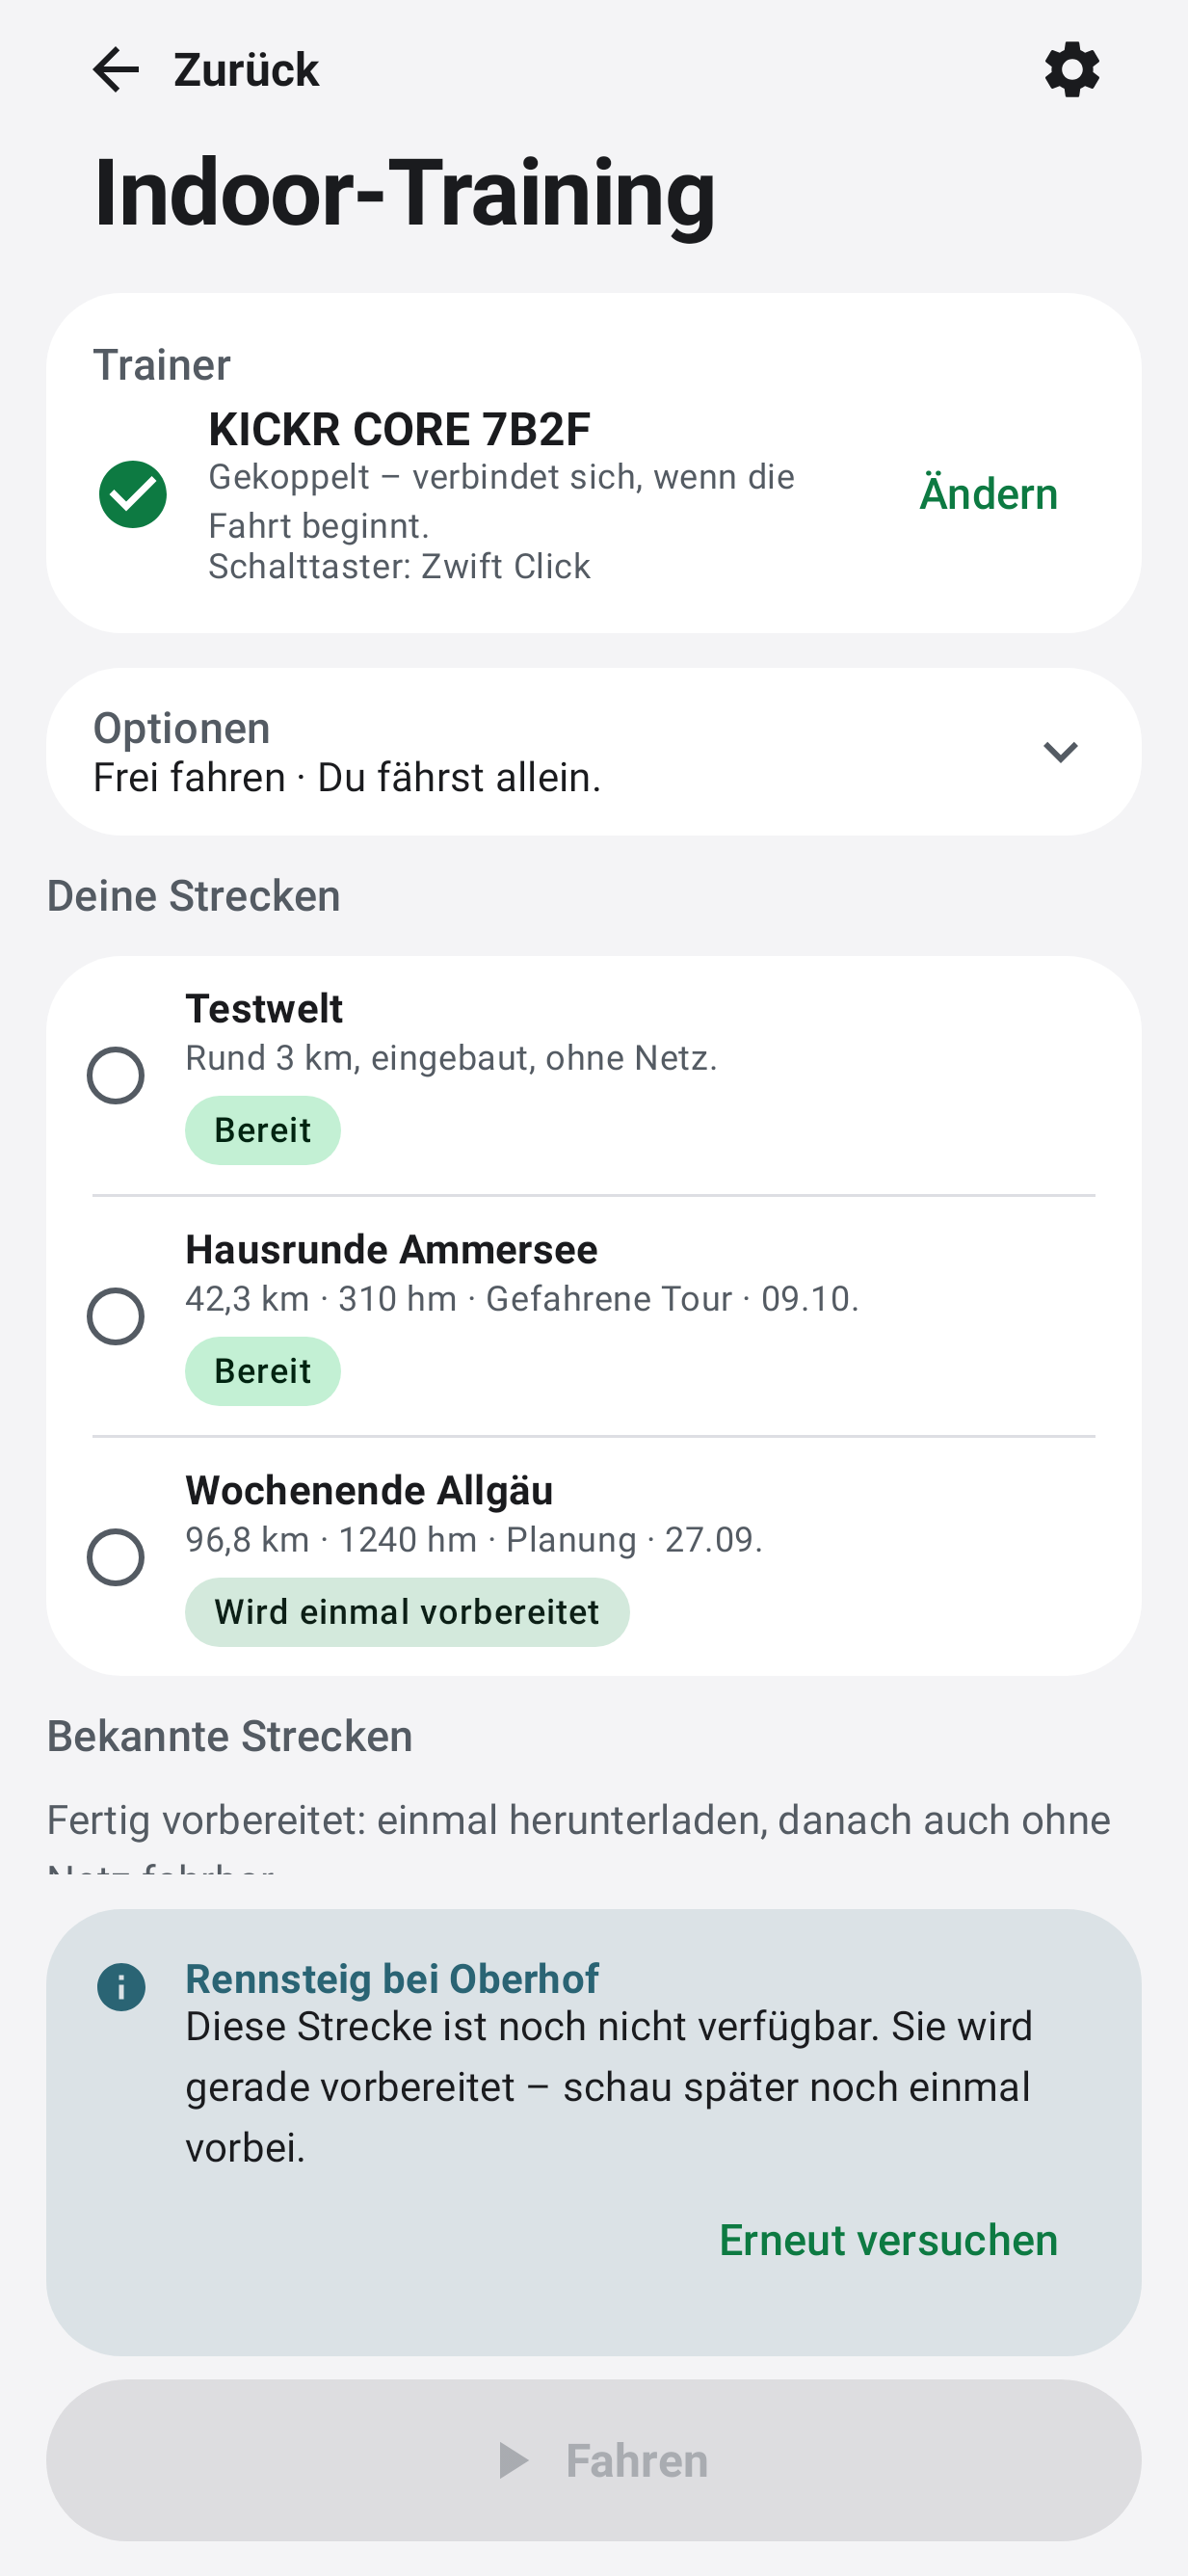 Zurück
Indoor-Training
Trainer
KICKR CORE 7B2F
Gekoppelt – verbindet sich, wenn die
Fahrt beginnt.
Schalttaster: Zwift Click
Ändern
Optionen
Frei fahren · Du fährst allein.
Deine Strecken
Testwelt
Rund 3 km, eingebaut, ohne Netz.
Bereit
Hausrunde Ammersee
42,3 km · 310 hm · Gefahrene Tour · 09.10.
Bereit
Wochenende Allgäu
96,8 km · 1240 hm · Planung · 27.09.
Wird einmal vorbereitet
Bekannte Strecken
Fertig vorbereitet: einmal herunterladen, danach auch ohne
Netz fahrbar
Rennsteig bei Oberhof
Diese Strecke ist noch nicht verfügbar. Sie wird
gerade vorbereitet – schau später noch einmal
vorbei.
Erneut versuchen
Fahren